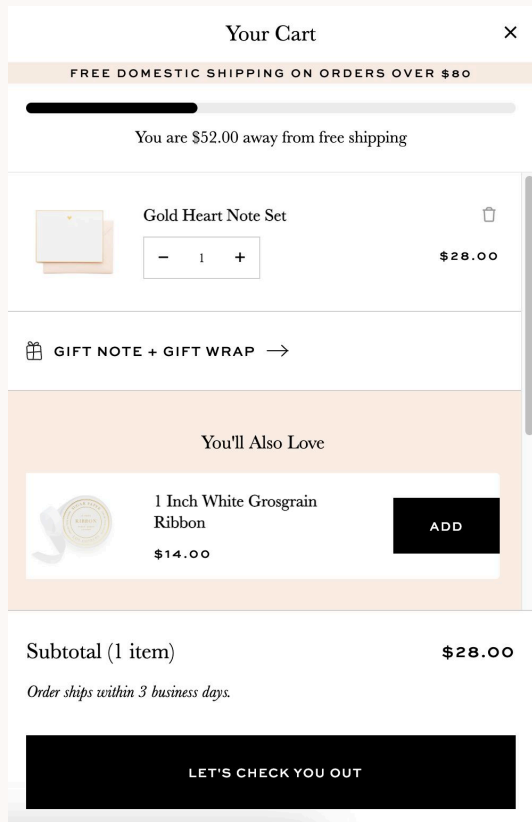 Your Cart
FREE DOMESTIC SHIPPING ON ORDERS OVER $80
You are $52.00 away from free shipping
Gold Heart Note Set
1
$28.00
GIFT NOTE + GIFT WRAP
You'll Also Love
1 Inch White Grosgrain
Ribbon
$14.00
ADD
Subtotal (1 item)
$28.00
Order ships within 3 business days.
LET'S CHECK YOU OUT